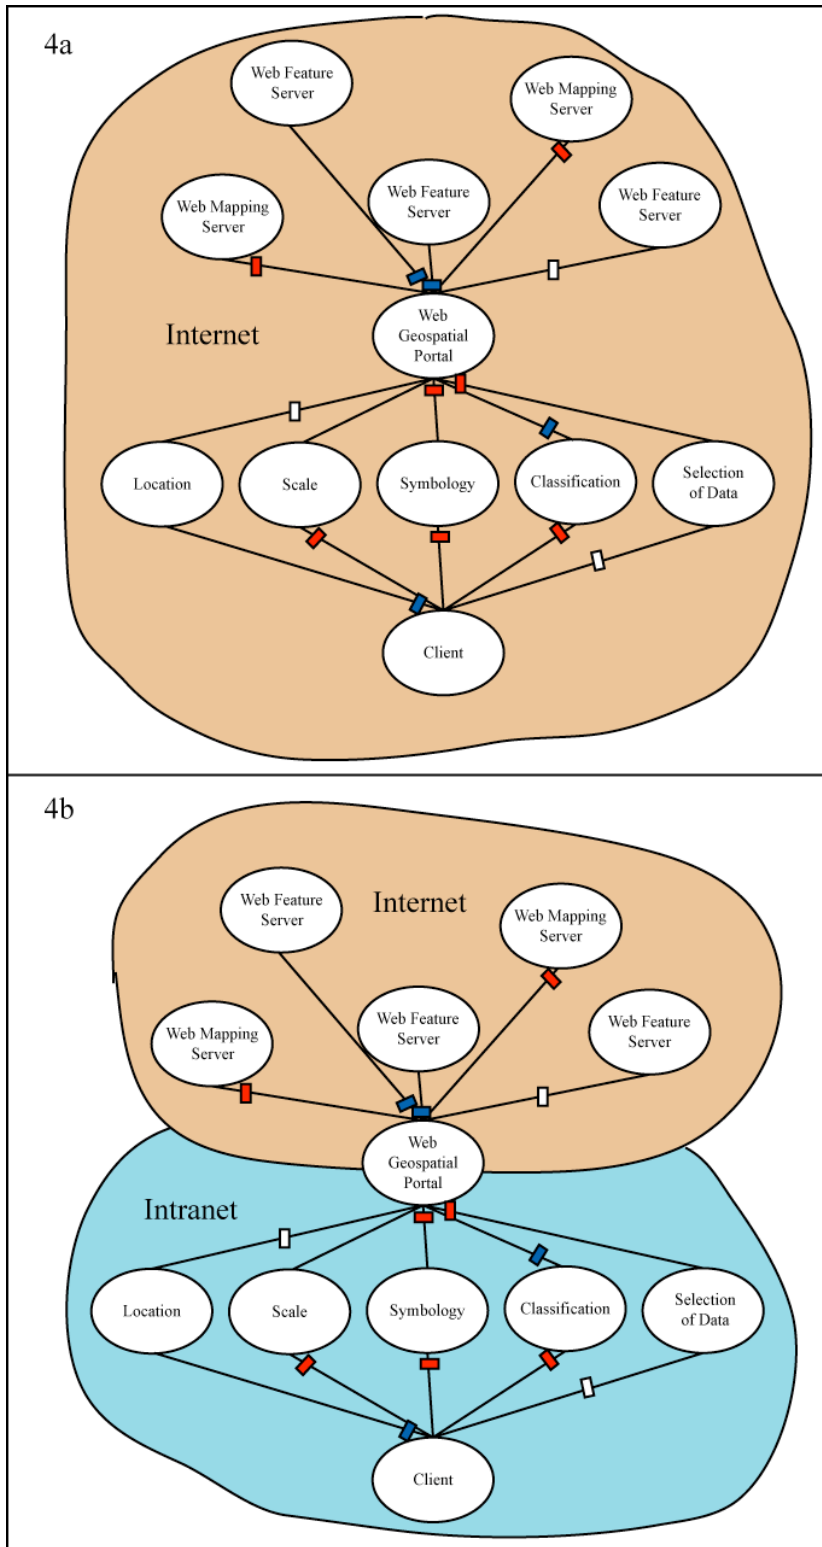 4a
Web Feature
Server
Web Mapping
Server
Web Mapping
Server
Web Feature
Server
Web Feature
Server
Internet
Web
Geospatial
Portal
Location
Scale
Symbology
Classification
Selection
of Data
Client
4b
Web Feature
Server
Internet
Web Mapping
Server
Web Mapping
Server
Web Feature
Server
Web Feature
Server
Web
Geospatial
Portal
Intranet
Location
Scale
Symbology
Classification
Selection
of Data
Client